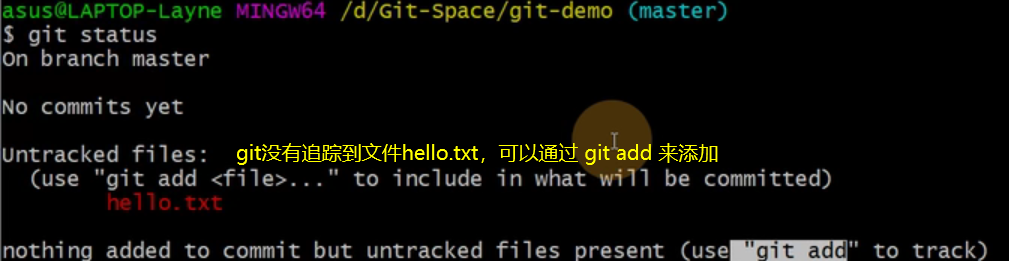 asus@LAPTOP-Layne MINGW64 /d/Git-Space/git-demo (master)
$ git status
On branch master
No commits yet
Untracked files: git没有追踪到文件hello.txt，可以通过 git add 来添加
(use "git add <file>..." to include in what will be committed)
hello.txt
nothing added to commit but untracked files present (use "git add" to track)